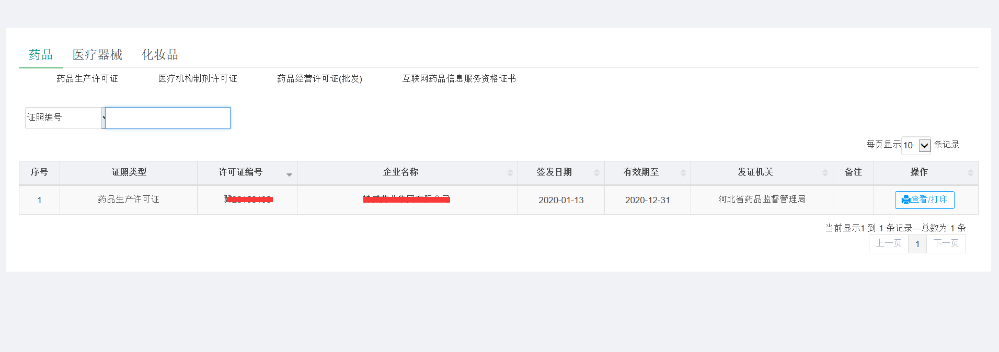 药品 医疗器械 化妆品
药品生产许可证 医疗机构制剂许可证 药品经营许可证(批发) 互联网药品信息服务资格证书
证照编号
每页显示 10 条记录
序号 证照类型 许可证编号 企业名称 签发日期 有效期至 发证机关 备注 操作
1 药品生产许可证 2020-01-13 2020-12-31 河北省药品监督管理局 查看/打印
当前显示1 到 1 条记录—总数为 1 条
上一页 1 下一页